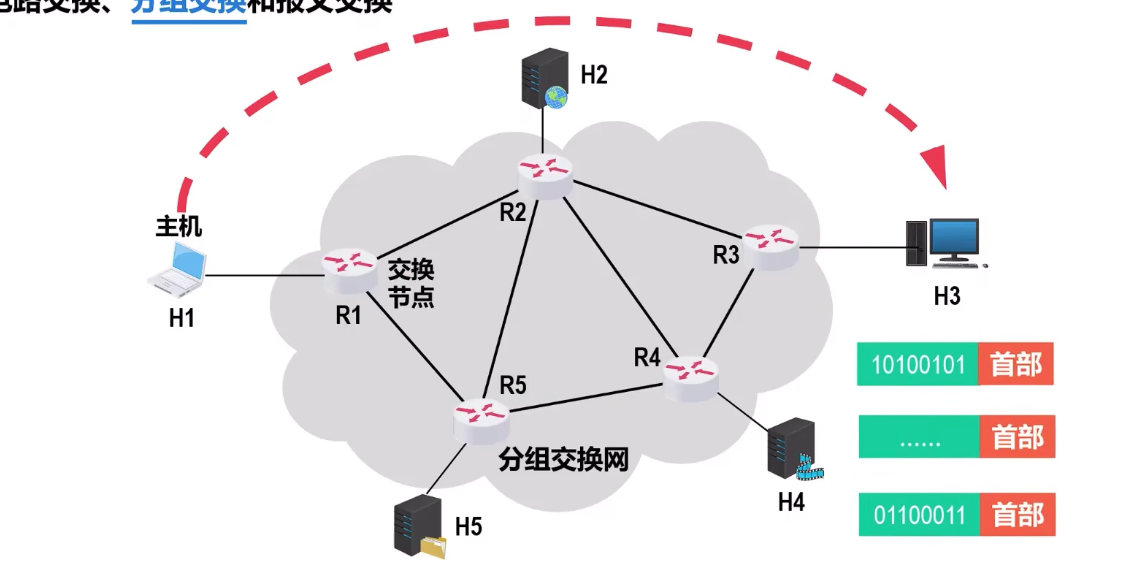 电路交换、分组交换和报文交换
H2
R2
主机
R3
交换
节点
H3
H1
R1
R4
10100101 首部
R5
...... 首部
分组交换网
H4
01100011 首部
H5